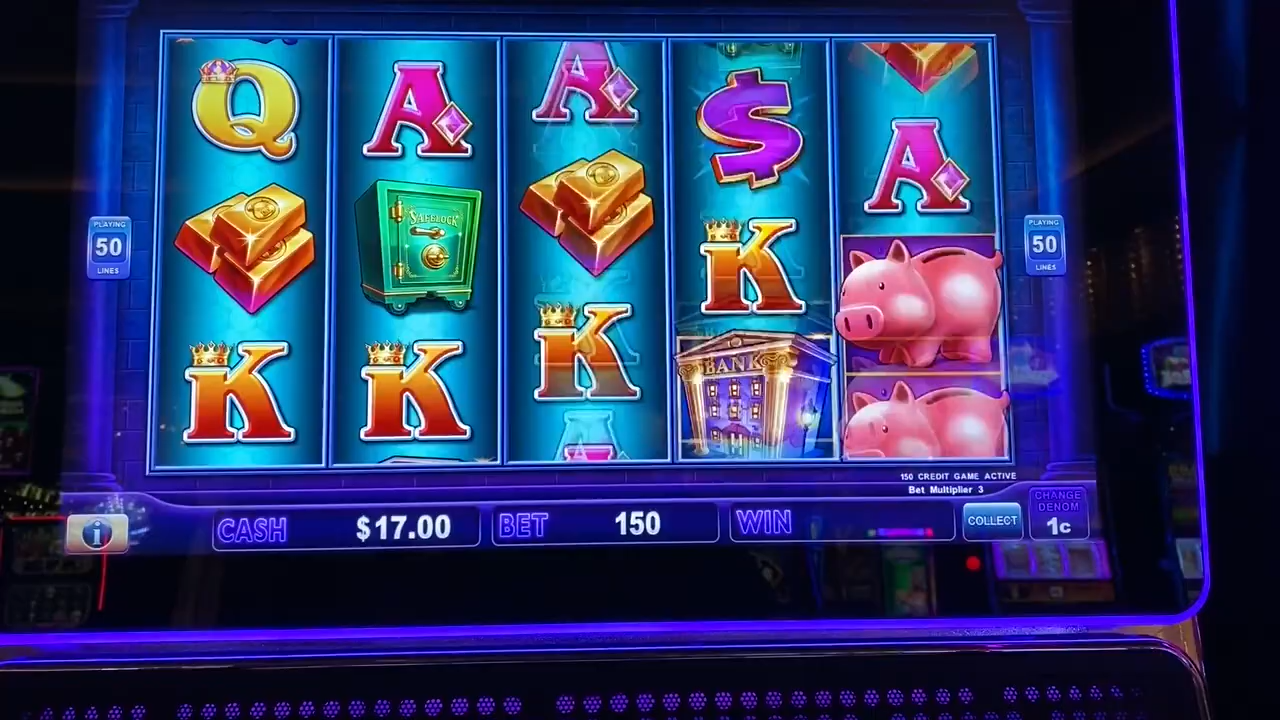 Q
A
A
$
A
PLAYING
50
LINES
SAFELOCK
K
PLAYING
50
LINES
K
K
K
BANK
A
150 CREDIT GAME ACTIVE
Bet Multiplier 3
CASH $17.00
BET 150
WIN
COLLECT
CHANGE
DENOM
1c
i